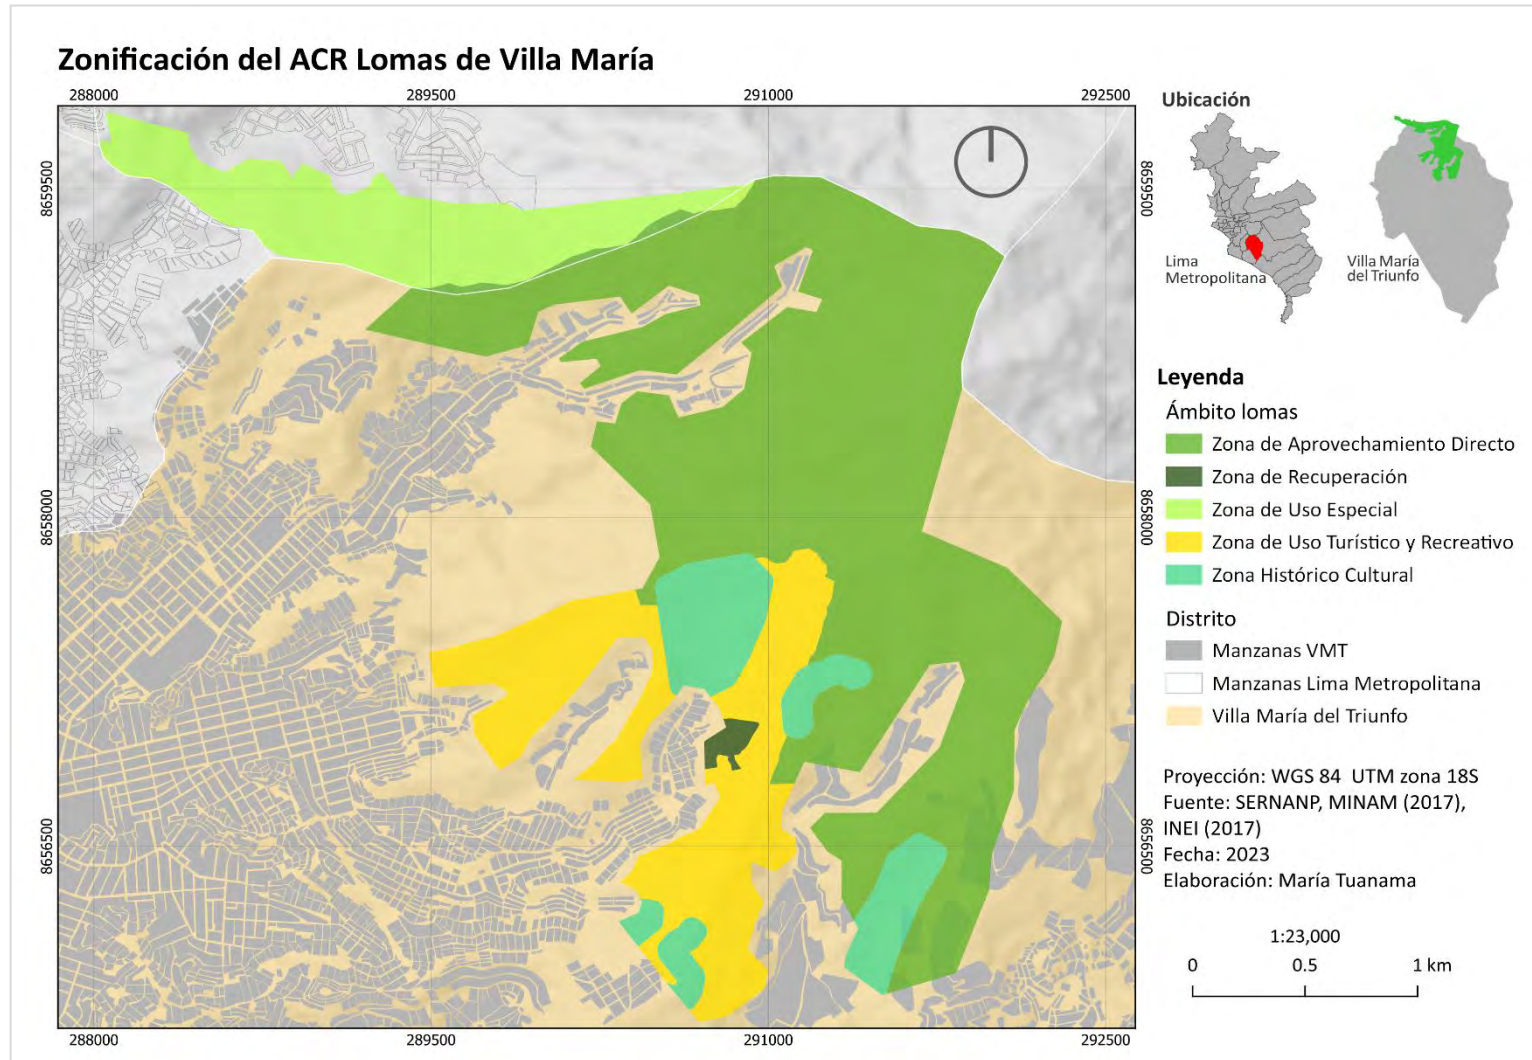 Zonificación del ACR Lomas de Villa María
288000
289500
291000
292500
8659500
8659500
8658000
8658000
8656500
8656500
288000
289500
291000
292500
Ubicación
Lima
Metropolitana
Villa María
del Triunfo
Leyenda
Ámbito lomas
Zona de Aprovechamiento Directo
Zona de Recuperación
Zona de Uso Especial
Zona de Uso Turístico y Recreativo
Zona Histórico Cultural
Distrito
Manzanas VMT
Manzanas Lima Metropolitana
Villa María del Triunfo
Proyección: WGS 84 UTM zona 18S
Fuente: SERNANP, MINAM (2017),
INEI (2017)
Fecha: 2023
Elaboración: María Tuanama
1:23,000
0 0.5 1 km